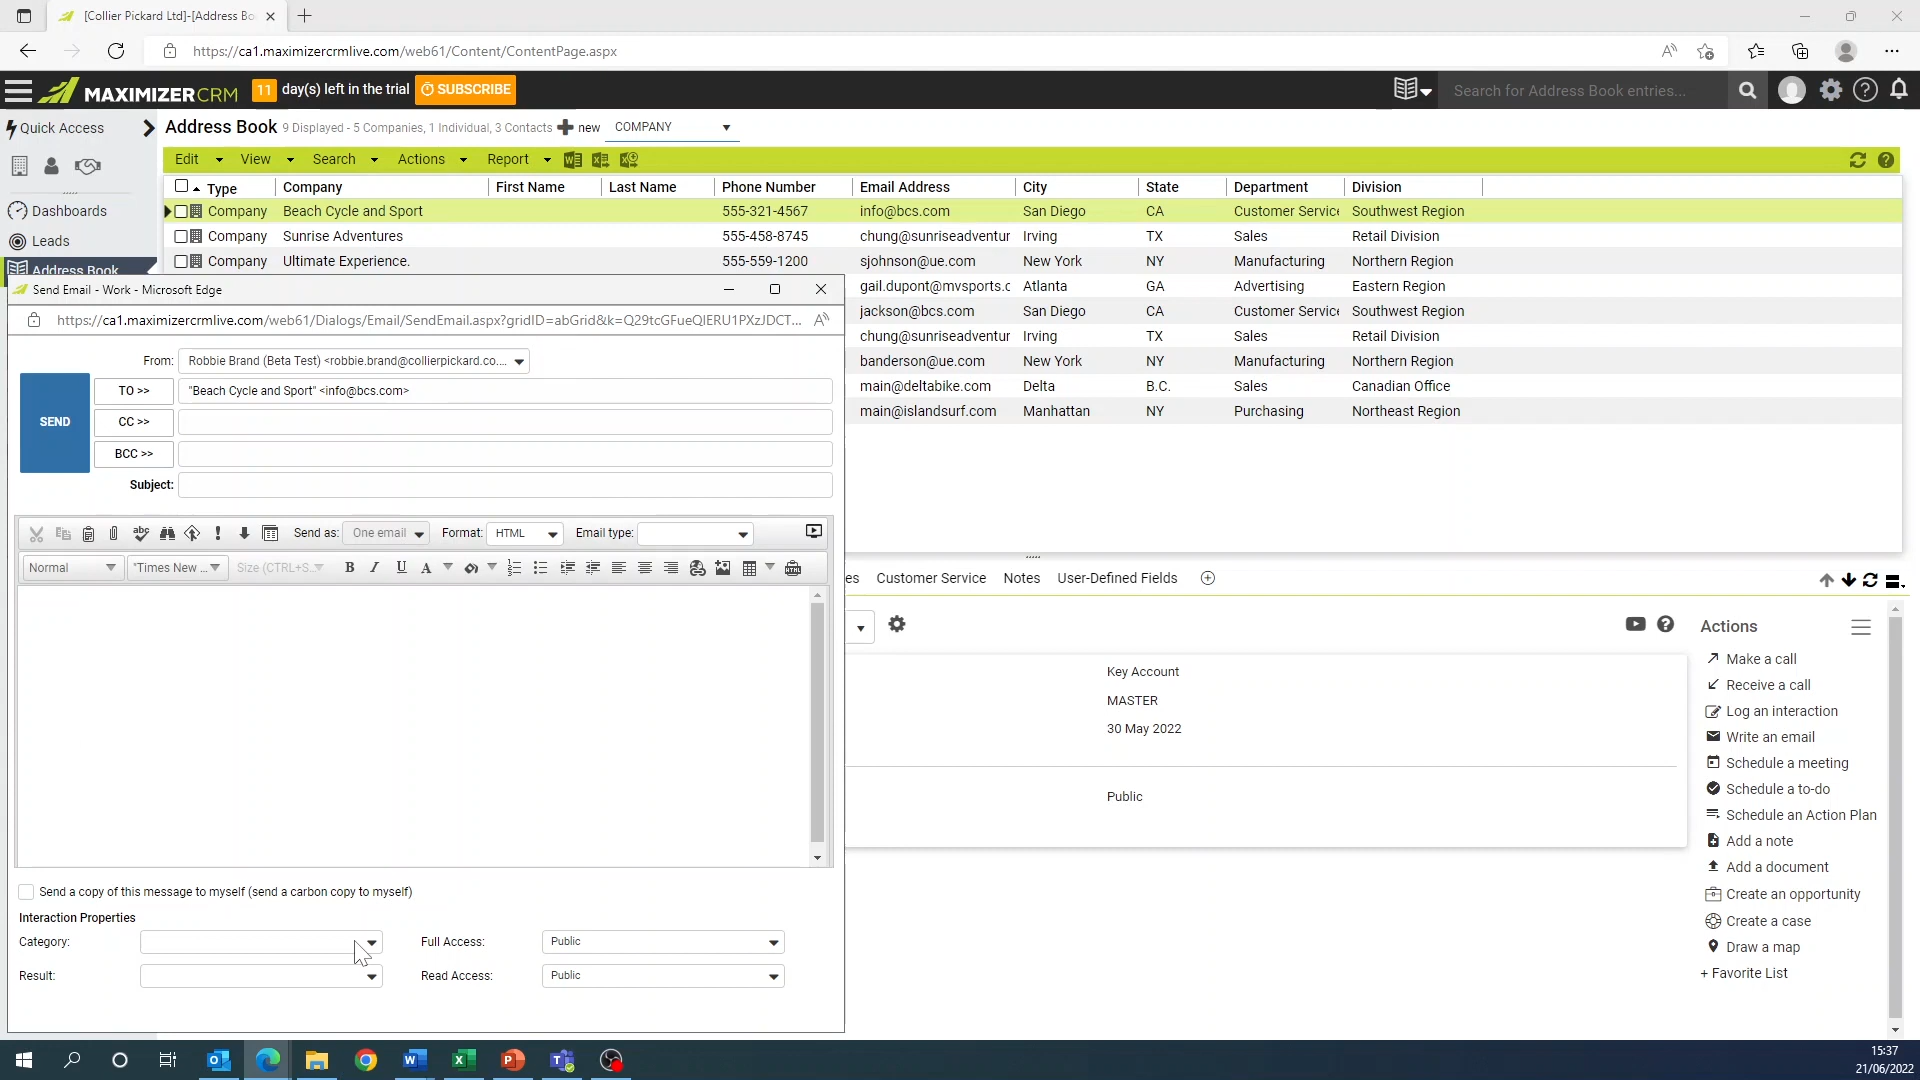 [Collier Pickard Ltd]-[Address Bo
https://ca1.maximizercrmlive.com/web61/Content/ContentPage.aspx
MAXIMIZERCRM 11 day(s) left in the trial SUBSCRIBE Search for Address Book entries...
Quick Access
Address Book 9 Displayed - 5 Companies, 1 Individual, 3 Contacts new COMPANY
Edit View Search Actions Report
Type Company First Name Last Name Phone Number Email Address City State Department Division
Dashboards
Company Beach Cycle and Sport 555-321-4567 info@bcs.com San Diego CA Customer Service Southwest Region
Leads
Company Sunrise Adventures 555-458-8745 chung@sunriseadventur Irving TX Sales Retail Division
Address Book
Company Ultimate Experience. 555-559-1200 sjohnson@ue.com New York NY Manufacturing Northern Region
gail.dupont@mvsports.c Atlanta GA Advertising Eastern Region
jackson@bcs.com San Diego CA Customer Service Southwest Region
chung@sunriseadventur Irving TX Sales Retail Division
banderson@ue.com New York NY Manufacturing Northern Region
main@deltabike.com Delta B.C. Sales Canadian Office
main@islandsurf.com Manhattan NY Purchasing Northeast Region
Send Email - Work - Microsoft Edge
https://ca1.maximizercrmlive.com/web61/Dialogs/Email/SendEmail.aspx?gridID=abGrid&k=Q29tcGFueQlERU1PXzJDCT...
From: Robbie Brand (Beta Test) <robbie.brand@collierpickard.co....
SEND
TO >> "Beach Cycle and Sport" <info@bcs.com>
CC >>
BCC >>
Subject:
abc Send as: One email Format: HTML Email type:
Normal "Times New ... Size (CTRL+S... B I U A
Send a copy of this message to myself (send a carbon copy to myself)
Interaction Properties
Category: Full Access: Public
Result: Read Access: Public
es Customer Service Notes User-Defined Fields
Key Account
MASTER
30 May 2022
Public
Actions
Make a call
Receive a call
Log an interaction
Write an email
Schedule a meeting
Schedule a to-do
Schedule an Action Plan
Add a note
Add a document
Create an opportunity
Create a case
Draw a map
+ Favorite List
15:37
21/06/2022